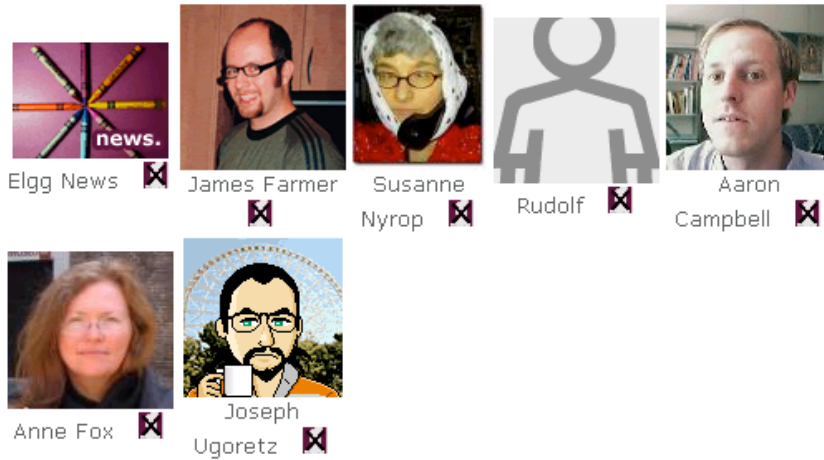 news.
Elgg News
James Farmer
Susanne
Nyrop
Rudolf
Aaron
Campbell
Anne Fox
Joseph
Ugoretz